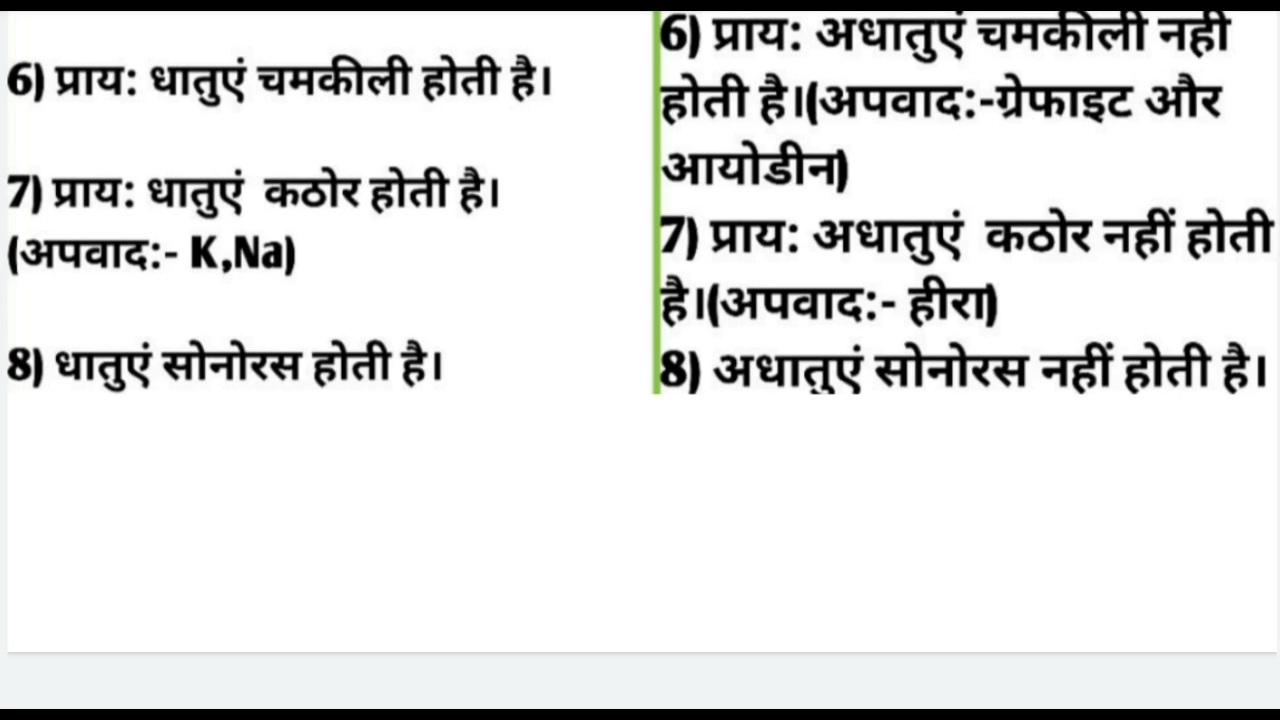 6) प्राय: धातुएं चमकीली होती है।
7) प्राय: धातुएं कठोर होती है।
(अपवाद:- K,Na)
8) धातुएं सोनोरस होती है।
6) प्राय: अधातुएं चमकीली नही
होती है।(अपवाद:-ग्रेफाइट और
आयोडीन)
7) प्राय: अधातुएं कठोर नहीं होती
है।(अपवाद:- हीरा)
8) अधातुएं सोनोरस नहीं होती है।